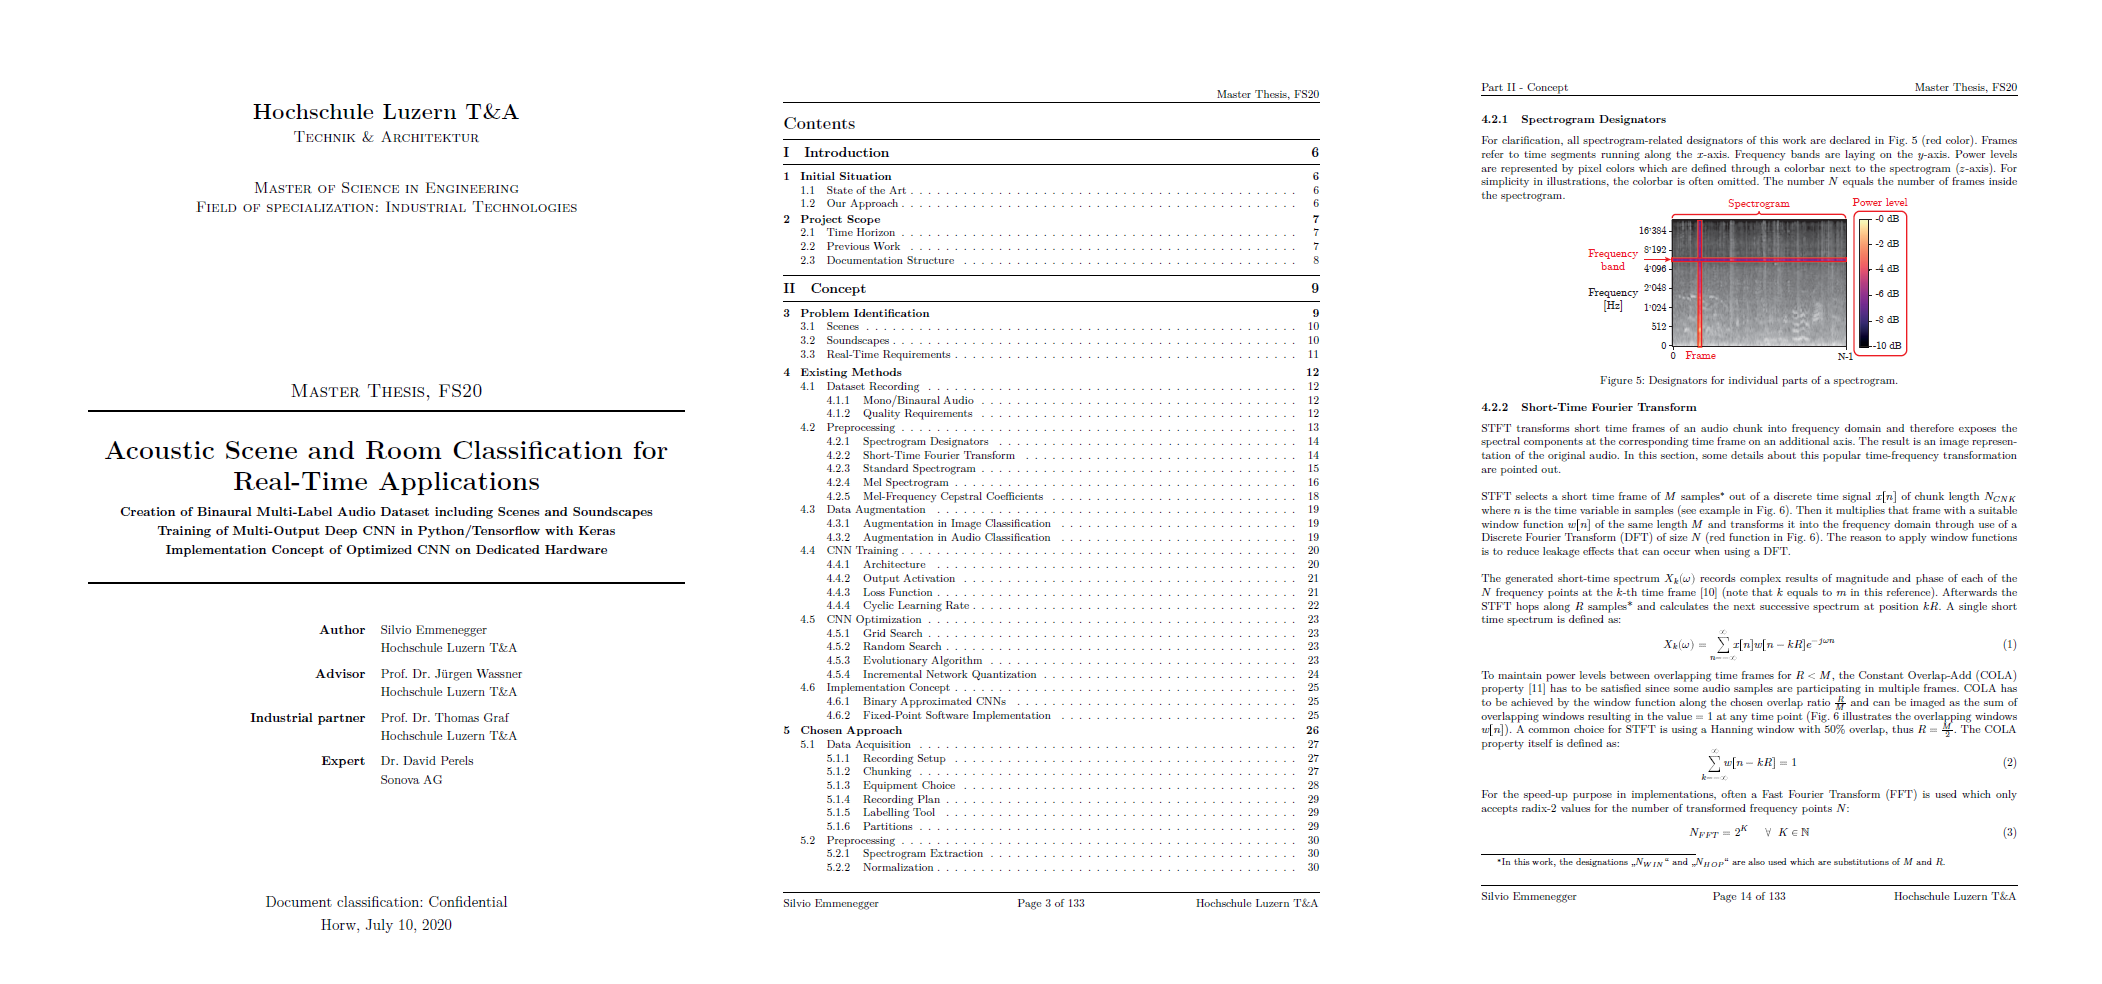 Hochschule Luzern T&A
Technik & Architektur
Master of Science in Engineering
Field of specialization: Industrial Technologies
Master Thesis, FS20
Acoustic Scene and Room Classification for
Real-Time Applications
Creation of Binaural Multi-Label Audio Dataset including Scenes and Soundscapes
Training of Multi-Output Deep CNN in Python/Tensorflow with Keras
Implementation Concept of Optimized CNN on Dedicated Hardware
Author Silvio Emmenegger
Hochschule Luzern T&A
Advisor Prof. Dr. Jürgen Wassner
Hochschule Luzern T&A
Industrial partner Prof. Dr. Thomas Graf
Hochschule Luzern T&A
Expert Dr. David Perels
Sonova AG
Document classification: Confidential
Horw, July 10, 2020
Master Thesis, FS20
Contents
I Introduction 6
1 Initial Situation 6
1.1 State of the Art 6
1.2 Our Approach 6
2 Project Scope 7
2.1 Time Horizon 7
2.2 Previous Work 7
2.3 Documentation Structure 8
II Concept 9
3 Problem Identification 9
3.1 Scenes 10
3.2 Soundscapes 10
3.3 Real-Time Requirements 11
4 Existing Methods 12
4.1 Dataset Recording 12
4.1.1 Mono/Binaural Audio 12
4.1.2 Quality Requirements 12
4.2 Preprocessing 13
4.2.1 Spectrogram Designators 14
4.2.2 Short-Time Fourier Transform 14
4.2.3 Standard Spectrogram 15
4.2.4 Mel Spectrogram 16
4.2.5 Mel-Frequency Cepstral Coefficients 18
4.3 Data Augmentation 19
4.3.1 Augmentation in Image Classification 19
4.3.2 Augmentation in Audio Classification 19
4.4 CNN Training 20
4.4.1 Architecture 20
4.4.2 Output Activation 21
4.4.3 Loss Function 21
4.4.4 Cyclic Learning Rate 22
4.5 CNN Optimization 23
4.5.1 Grid Search 23
4.5.2 Random Search 23
4.5.3 Evolutionary Algorithm 23
4.5.4 Incremental Network Quantization 24
4.6 Implementation Concept 25
4.6.1 Binary Approximated CNNs 25
4.6.2 Fixed-Point Software Implementation 25
5 Chosen Approach 26
5.1 Data Acquisition 27
5.1.1 Recording Setup 27
5.1.2 Chunking 27
5.1.3 Equipment Choice 28
5.1.4 Recording Plan 29
5.1.5 Labelling Tool 29
5.1.6 Partitions 29
5.2 Preprocessing 30
5.2.1 Spectrogram Extraction 30
5.2.2 Normalization 30
Silvio Emmenegger Page 3 of 133 Hochschule Luzern T&A
Part II - Concept Master Thesis, FS20
4.2.1 Spectrogram Designators
For clarification, all spectrogram-related designators of this work are declared in Fig. 5 (red color). Frames
refer to time segments running along the x-axis. Frequency bands are laying on the y-axis. Power levels
are represented by pixel colors which are defined through a colorbar next to the spectrogram (z-axis). For
simplicity in illustrations, the colorbar is often omitted. The number N equals the number of frames inside
the spectrogram.
Spectrogram Power level
Frequency
band
Frequency
[Hz]
16'384
8'192
4'096
2'048
1'024
512
0
0 Frame N-1
-0 dB
-2 dB
-4 dB
-6 dB
-8 dB
-10 dB
Figure 5: Designators for individual parts of a spectrogram.
4.2.2 Short-Time Fourier Transform
STFT transforms short time frames of an audio chunk into frequency domain and therefore exposes the
spectral components at the corresponding time frame on an additional axis. The result is an image represen-
tation of the original audio. In this section, some details about this popular time-frequency transformation
are pointed out.
STFT selects a short time frame of M samples* out of a discrete time signal x[n] of chunk length N_CNK
where n is the time variable in samples (see example in Fig. 6). Then it multiplies that frame with a suitable
window function w[n] of the same length M and transforms it into the frequency domain through use of a
Discrete Fourier Transform (DFT) of size N (red function in Fig. 6). The reason to apply window functions
is to reduce leakage effects that can occur when using a DFT.
The generated short-time spectrum X_k(ω) records complex results of magnitude and phase of each of the
N frequency points at the k-th time frame [10] (note that k equals to m in this reference). Afterwards the
STFT hops along R samples* and calculates the next successive spectrum at position kR. A single short
time spectrum is defined as:
X_k(ω) = ∑_{n=−∞}^{∞} x[n]w[n − kR]e^{−jωn} (1)
To maintain power levels between overlapping time frames for R < M, the Constant Overlap-Add (COLA)
property [11] has to be satisfied since some audio samples are participating in multiple frames. COLA has
to be achieved by the window function along the chosen overlap ratio R/M and can be imaged as the sum of
overlapping windows resulting in the value = 1 at any time point (Fig. 6 illustrates the overlapping windows
w[n]). A common choice for STFT is using a Hanning window with 50% overlap, thus R = M/2. The COLA
property itself is defined as:
∑_{k=−∞}^{∞} w[n − kR] = 1 (2)
For the speed-up purpose in implementations, often a Fast Fourier Transform (FFT) is used which only
accepts radix-2 values for the number of transformed frequency points N:
N_FFT = 2^K ∀ K ∈ ℕ (3)
*In this work, the designations „N_WIN“ and „N_HOP“ are also used which are substitutions of M and R.
Silvio Emmenegger Page 14 of 133 Hochschule Luzern T&A